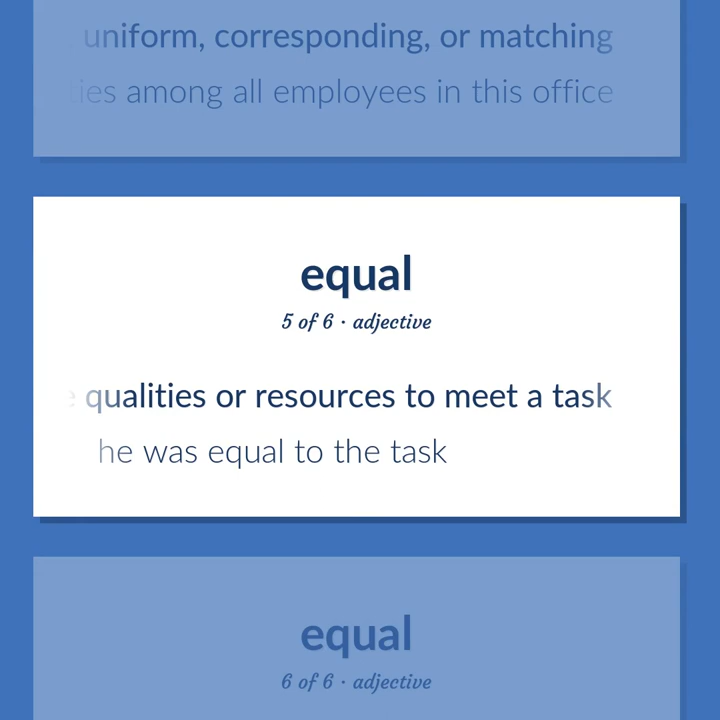 uniform, corresponding, or matching
among all employees in this office
equal
5 of 6 · adjective
qualities or resources to meet a task
he was equal to the task
equal
6 of 6 · adjective